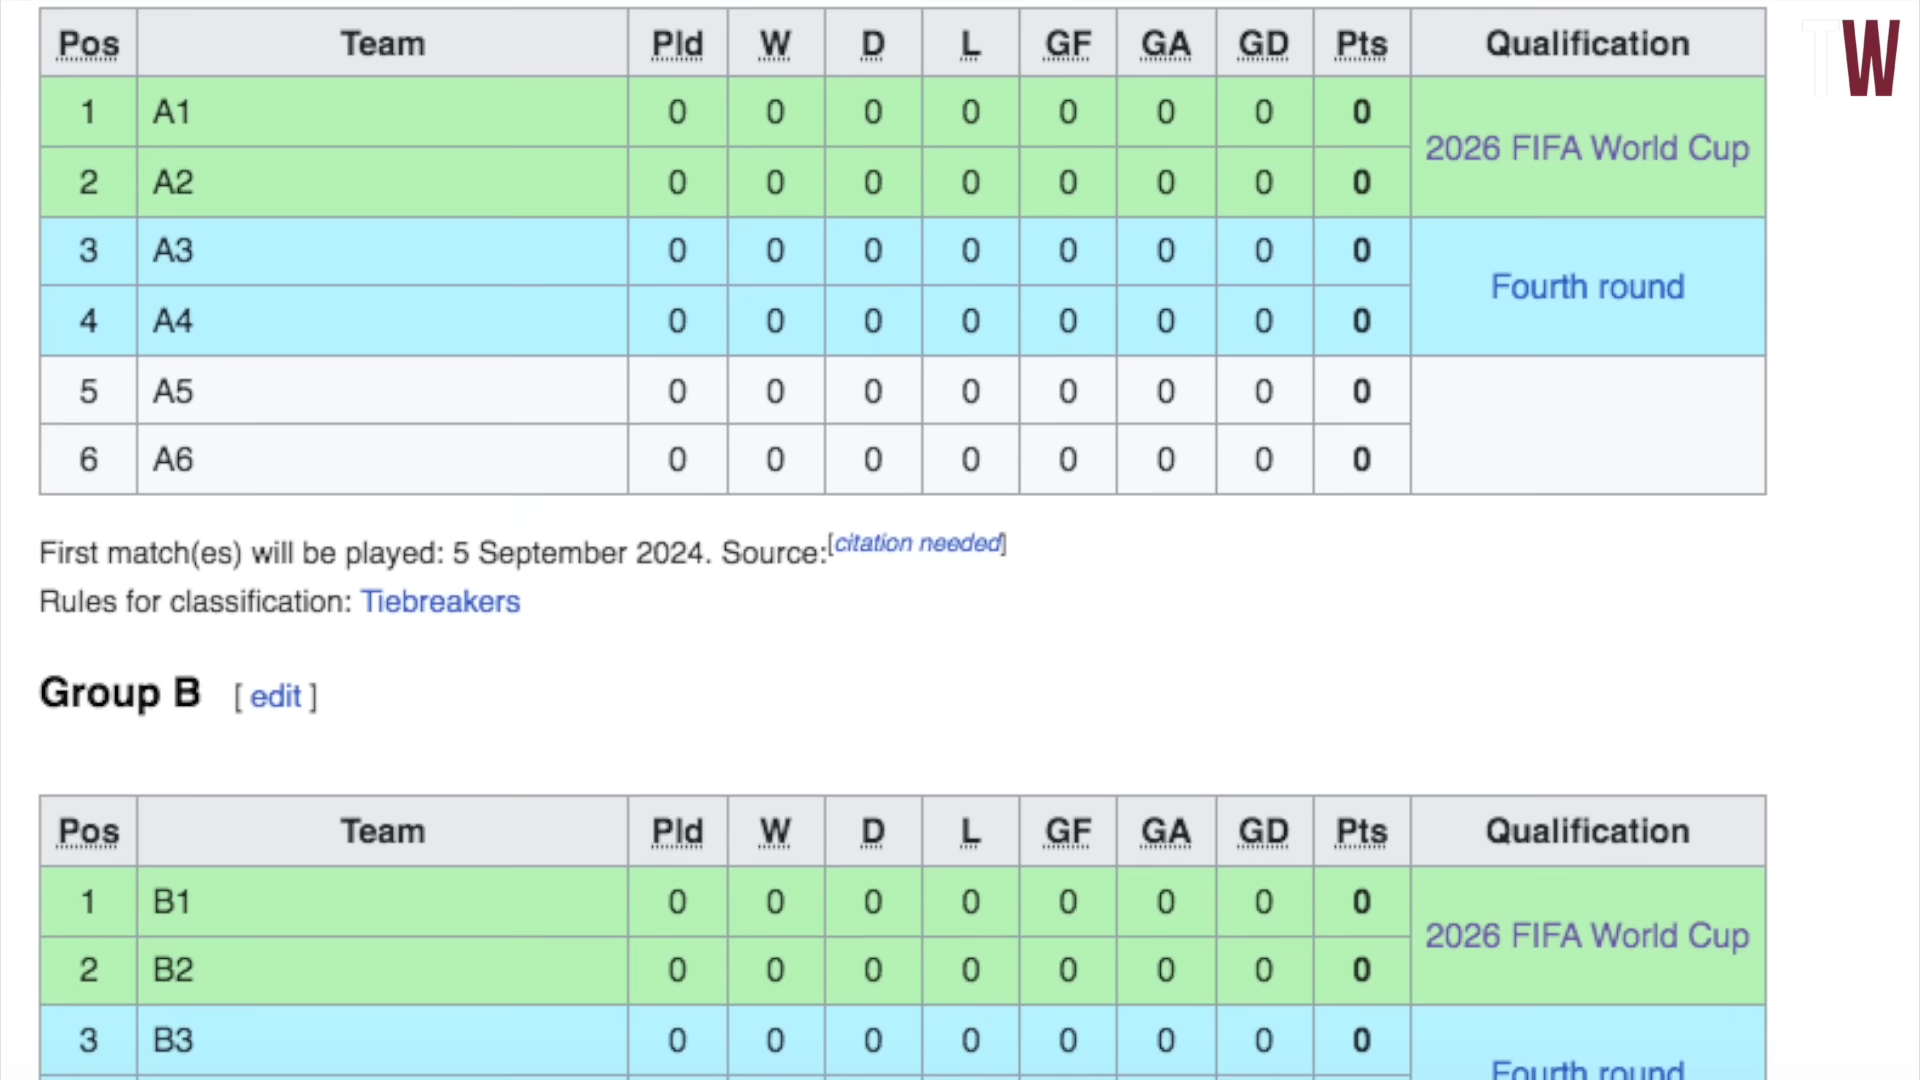 Pos Team Pld W D L GF GA GD Pts Qualification
1 A1 0 0 0 0 0 0 0 0
2026 FIFA World Cup
2 A2 0 0 0 0 0 0 0 0
3 A3 0 0 0 0 0 0 0 0
Fourth round
4 A4 0 0 0 0 0 0 0 0
5 A5 0 0 0 0 0 0 0 0
6 A6 0 0 0 0 0 0 0 0
First match(es) will be played: 5 September 2024. Source:[citation needed]
Rules for classification: Tiebreakers
Group B [ edit ]
Pos Team Pld W D L GF GA GD Pts Qualification
1 B1 0 0 0 0 0 0 0 0
2026 FIFA World Cup
2 B2 0 0 0 0 0 0 0 0
3 B3 0 0 0 0 0 0 0 0
Fourth round
TW